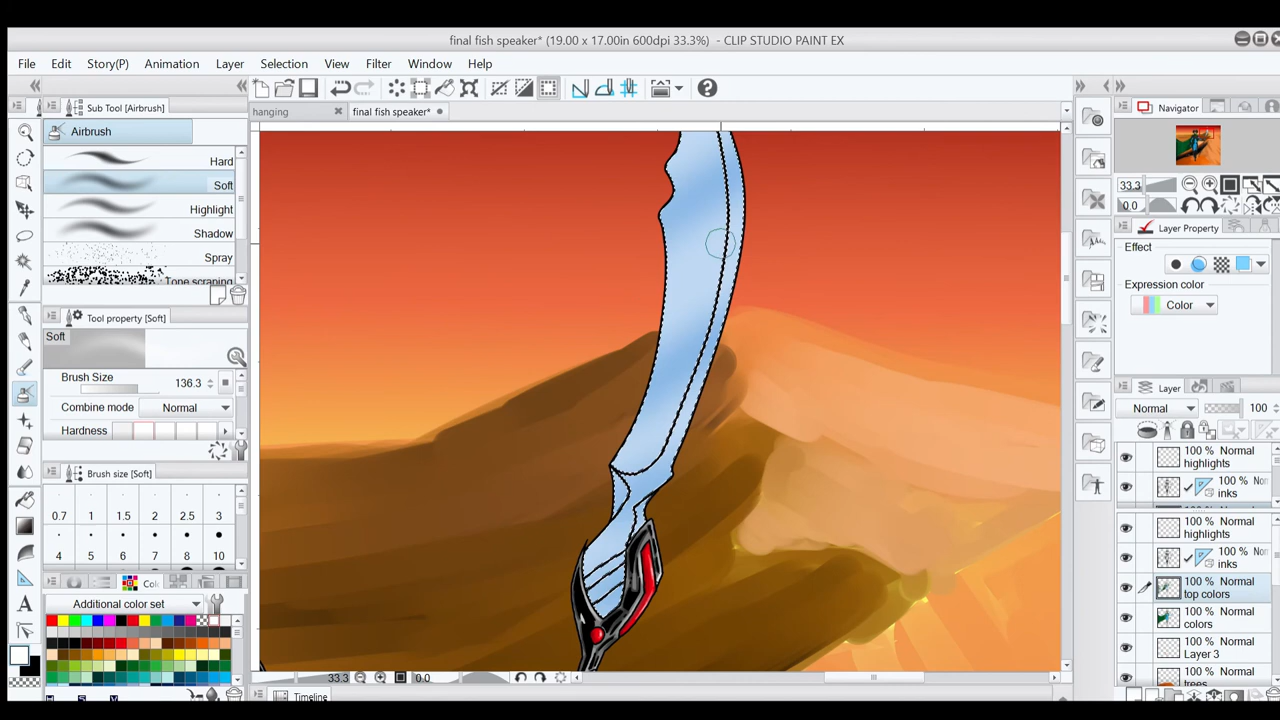 final fish speaker* (19.00 x 17.00in 600dpi 33.3%) - CLIP STUDIO PAINT EX
File Edit Story(P) Animation Layer Selection View Filter Window Help
Sub Tool [Airbrush]
hanging
final fish speaker*
Navigator
Airbrush
Hard
Soft
Highlight
Shadow
Spray
Tone scraping
33.3
0.0
Layer Property
Effect
Expression color
Color
Tool property [Soft]
Soft
Brush Size 136.3
Combine mode Normal
Hardness
Layer
Normal 100
100 % Normal
highlights
100 % Nor
inks
100 % Normal
highlights
100 % Nor
inks
100 % Normal
top colors
100 % Normal
colors
100 % Normal
Layer 3
100 % Normal
trees
Brush size [Soft]
0.7 1 1.5 2 2.5 3
4 5 6 7 8 10
Additional color set
33.3
0.0
Timeline